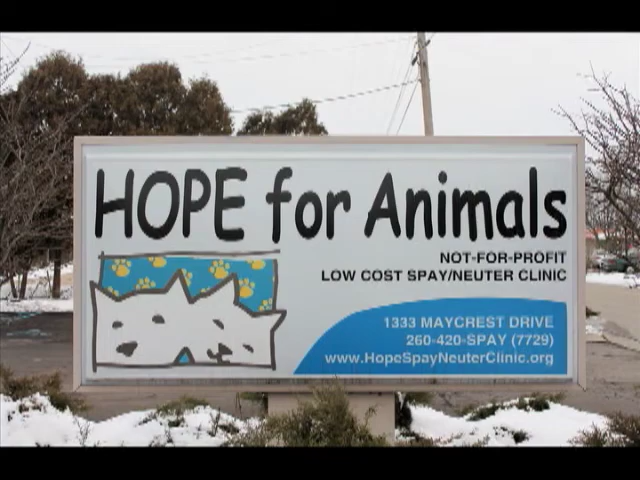 HOPE for Animals
NOT-FOR-PROFIT
LOW COST SPAY/NEUTER CLINIC
1333 MAYCREST DRIVE
260-420-SPAY (7729)
www.HopeSpayNeuterClinic.org